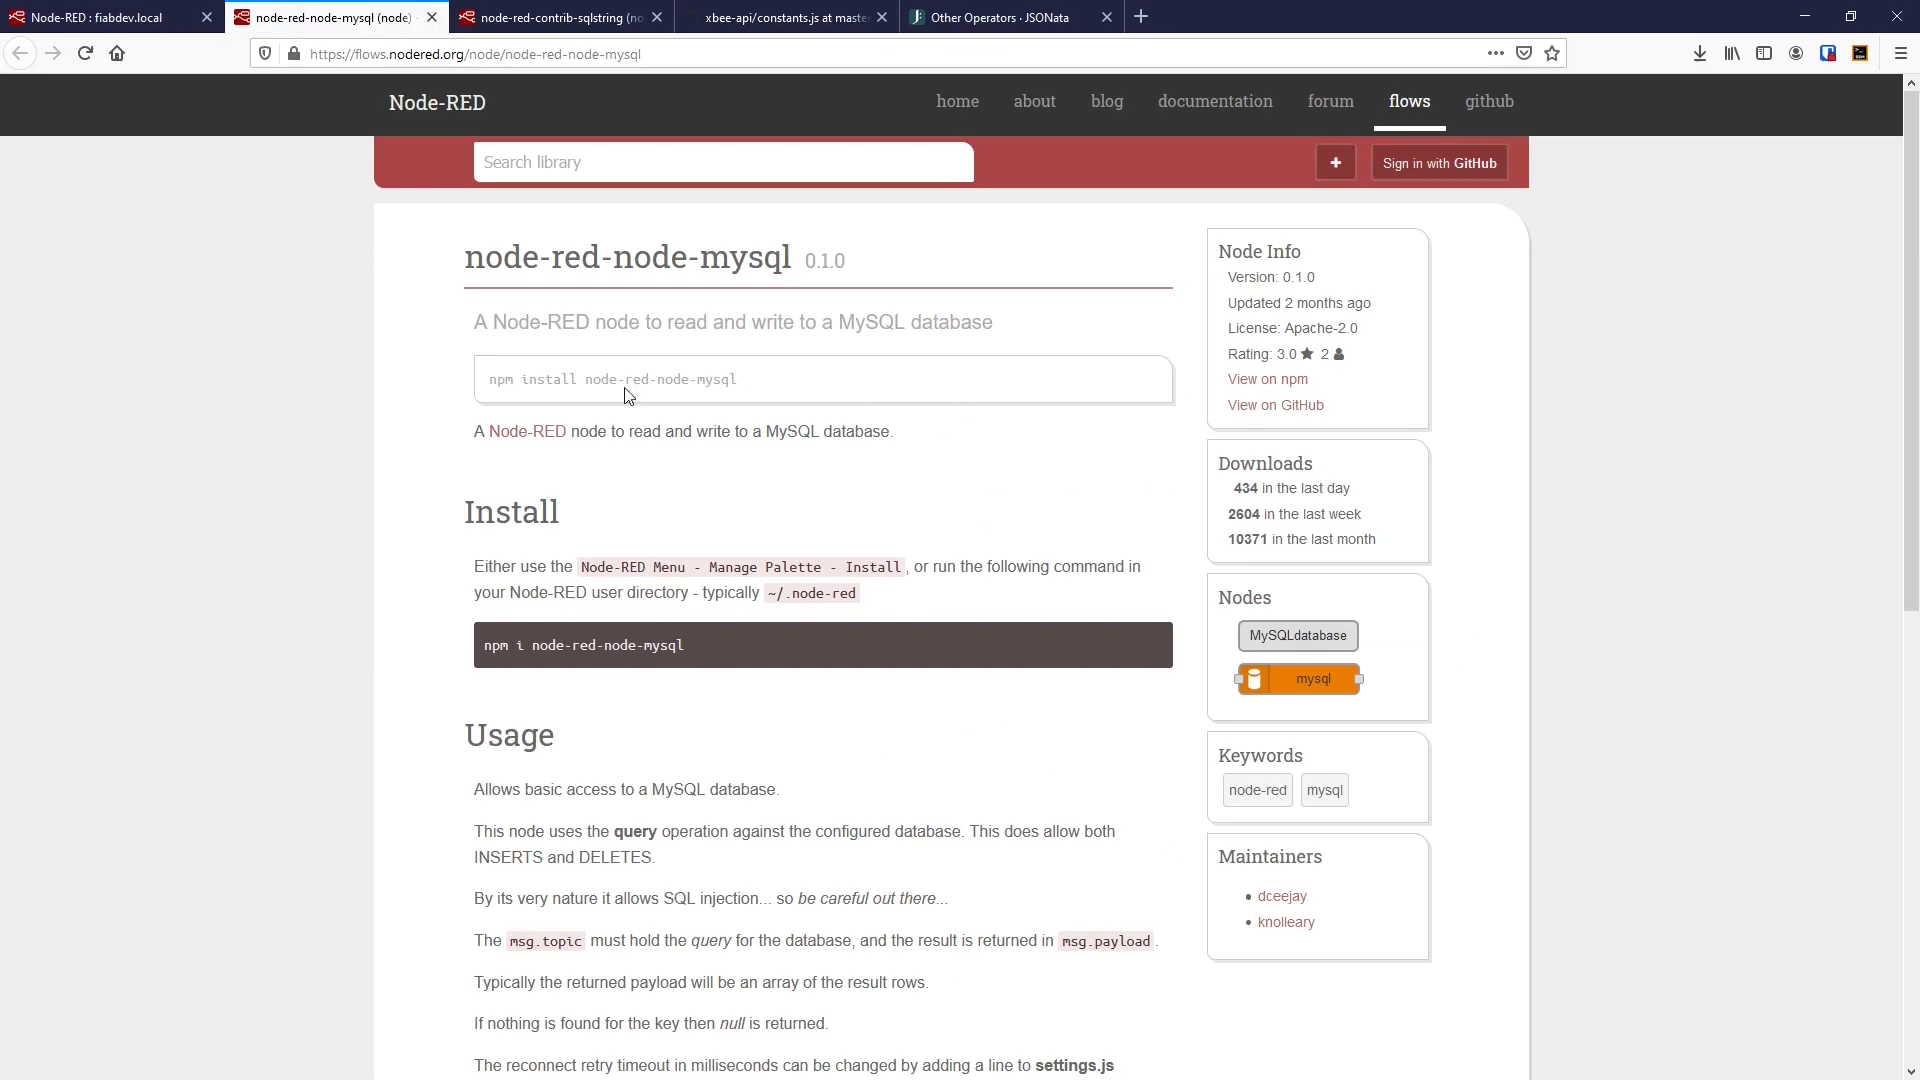 Node-RED : fiabdev.local
node-red-node-mysql (node) -
node-red-contrib-sqlstring (no
xbee-api/constants.js at maste
Other Operators · JSONata
https://flows.nodered.org/node/node-red-node-mysql
Node-RED
home
about
blog
documentation
forum
flows
github
Search library
+
Sign in with GitHub
node-red-node-mysql 0.1.0
A Node-RED node to read and write to a MySQL database
npm install node-red-node-mysql
A Node-RED node to read and write to a MySQL database.
Install
Either use the Node-RED Menu - Manage Palette - Install, or run the following command in
your Node-RED user directory - typically ~/.node-red
npm i node-red-node-mysql
Usage
Allows basic access to a MySQL database.
This node uses the query operation against the configured database. This does allow both
INSERTS and DELETES.
By its very nature it allows SQL injection... so be careful out there...
The msg.topic must hold the query for the database, and the result is returned in msg.payload.
Typically the returned payload will be an array of the result rows.
If nothing is found for the key then null is returned.
The reconnect retry timeout in milliseconds can be changed by adding a line to settings.js
Node Info
Version: 0.1.0
Updated 2 months ago
License: Apache-2.0
Rating: 3.0 ★ 2
View on npm
View on GitHub
Downloads
434 in the last day
2604 in the last week
10371 in the last month
Nodes
MySQLdatabase
mysql
Keywords
node-red
mysql
Maintainers
• dceejay
• knolleary